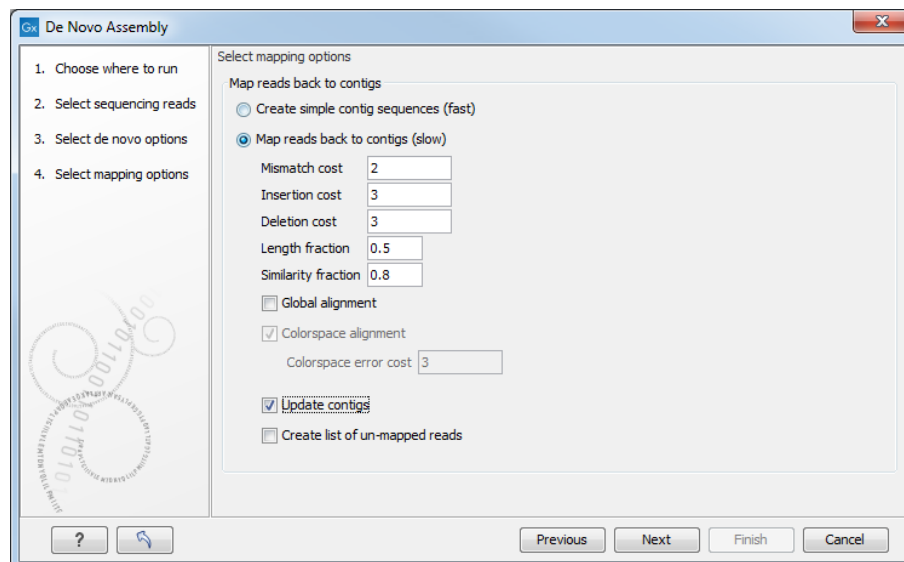 Gx De Novo Assembly
1. Choose where to run
2. Select sequencing reads
3. Select de novo options
4. Select mapping options
Select mapping options
Map reads back to contigs
Create simple contig sequences (fast)
Map reads back to contigs (slow)
Mismatch cost 2
Insertion cost 3
Deletion cost 3
Length fraction 0.5
Similarity fraction 0.8
Global alignment
Colorspace alignment
Colorspace error cost 3
Update contigs
Create list of un-mapped reads
? Previous Next Finish Cancel